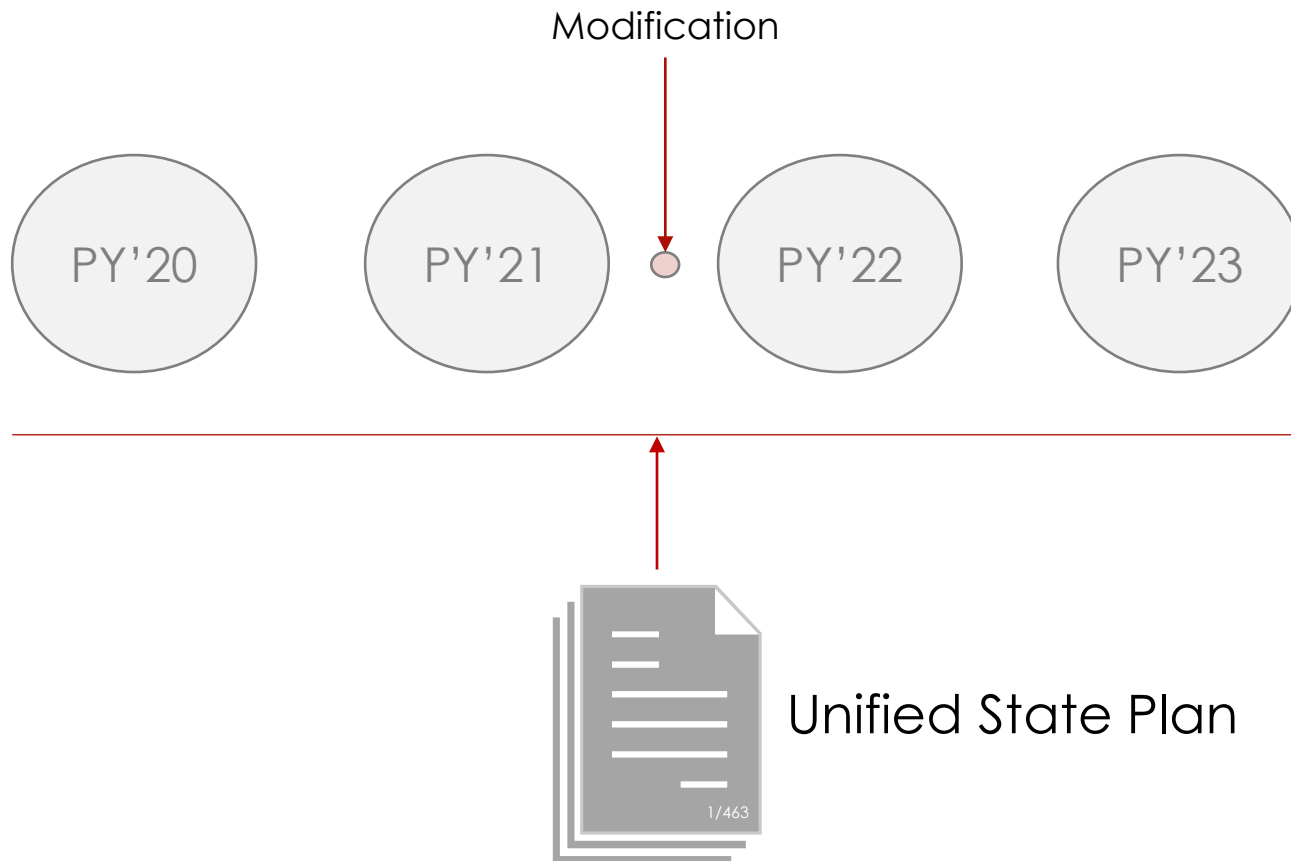 Modification
PY’20
PY’21
PY’22
PY’23
Unified State Plan
1/463